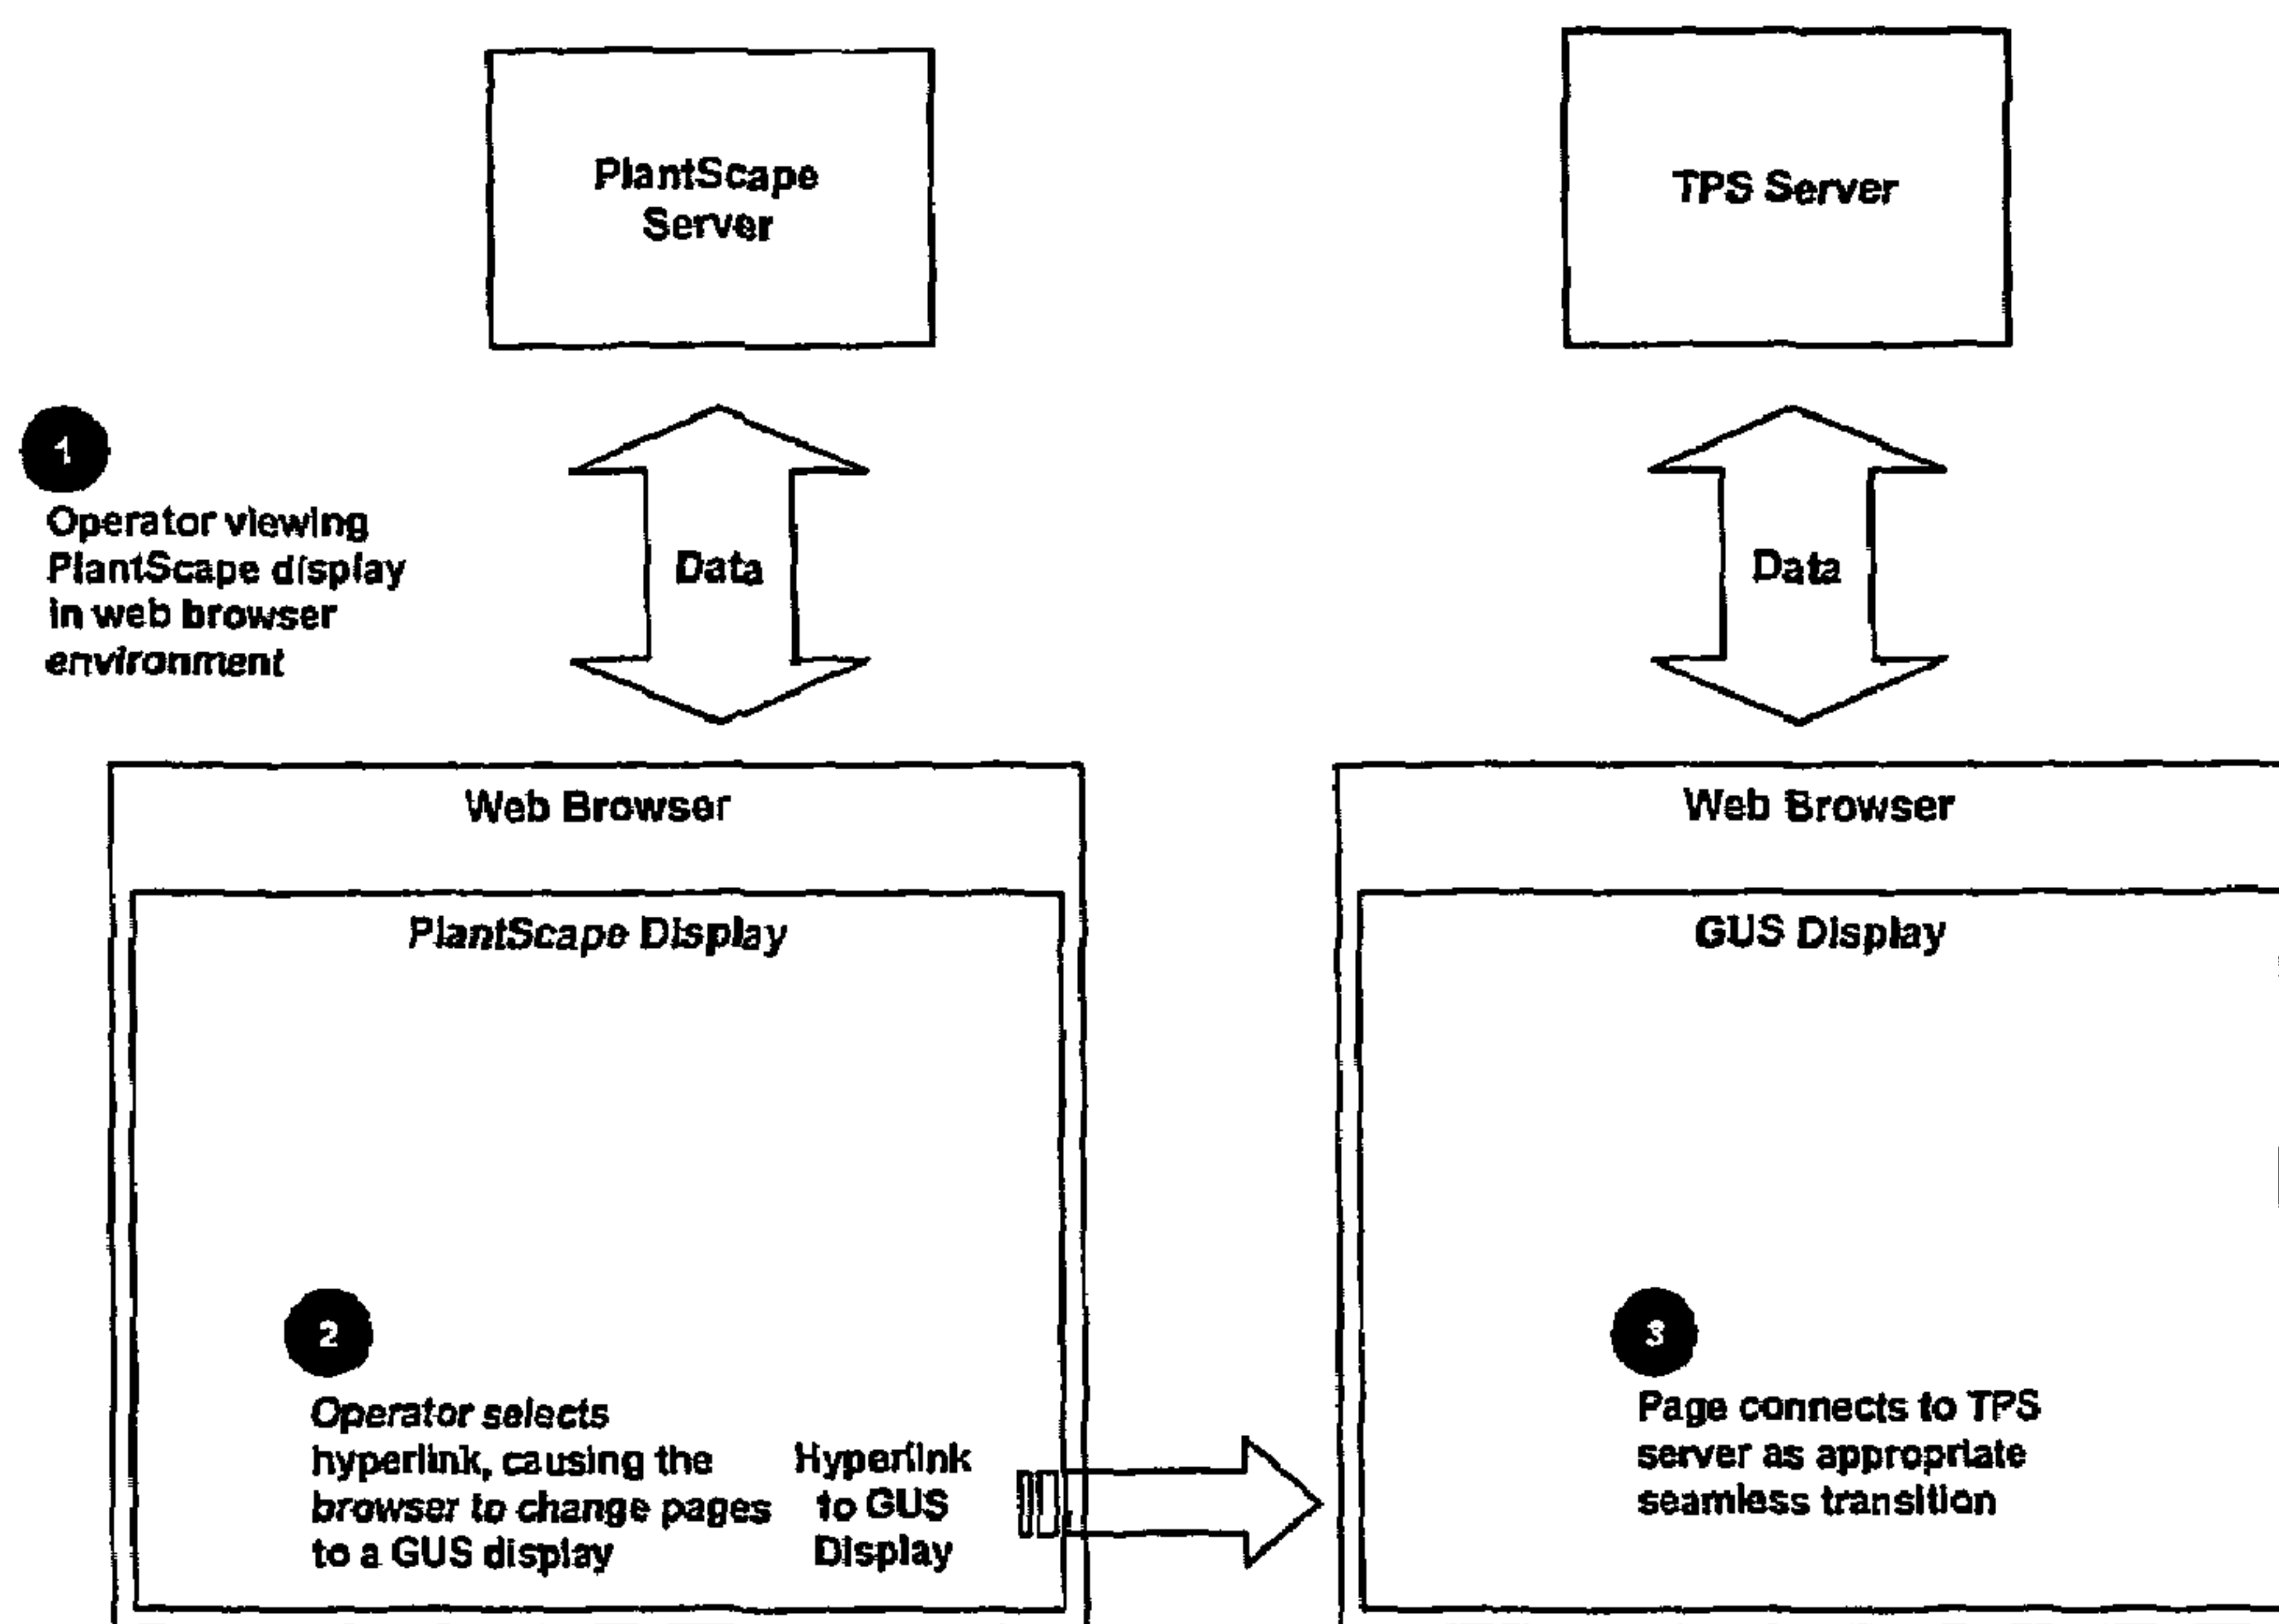 PlantScape
Server
TPS Server
1
Operator viewing
PlantScape display
in web browser
environment
Data
Data
Web Browser
PlantScape Display
2
Operator selects
hyperlink, causing the
browser to change pages
to a GUS display
Hyperlink
to GUS
Display
Web Browser
GUS Display
3
Page connects to TPS
server as appropriate
seamless transition